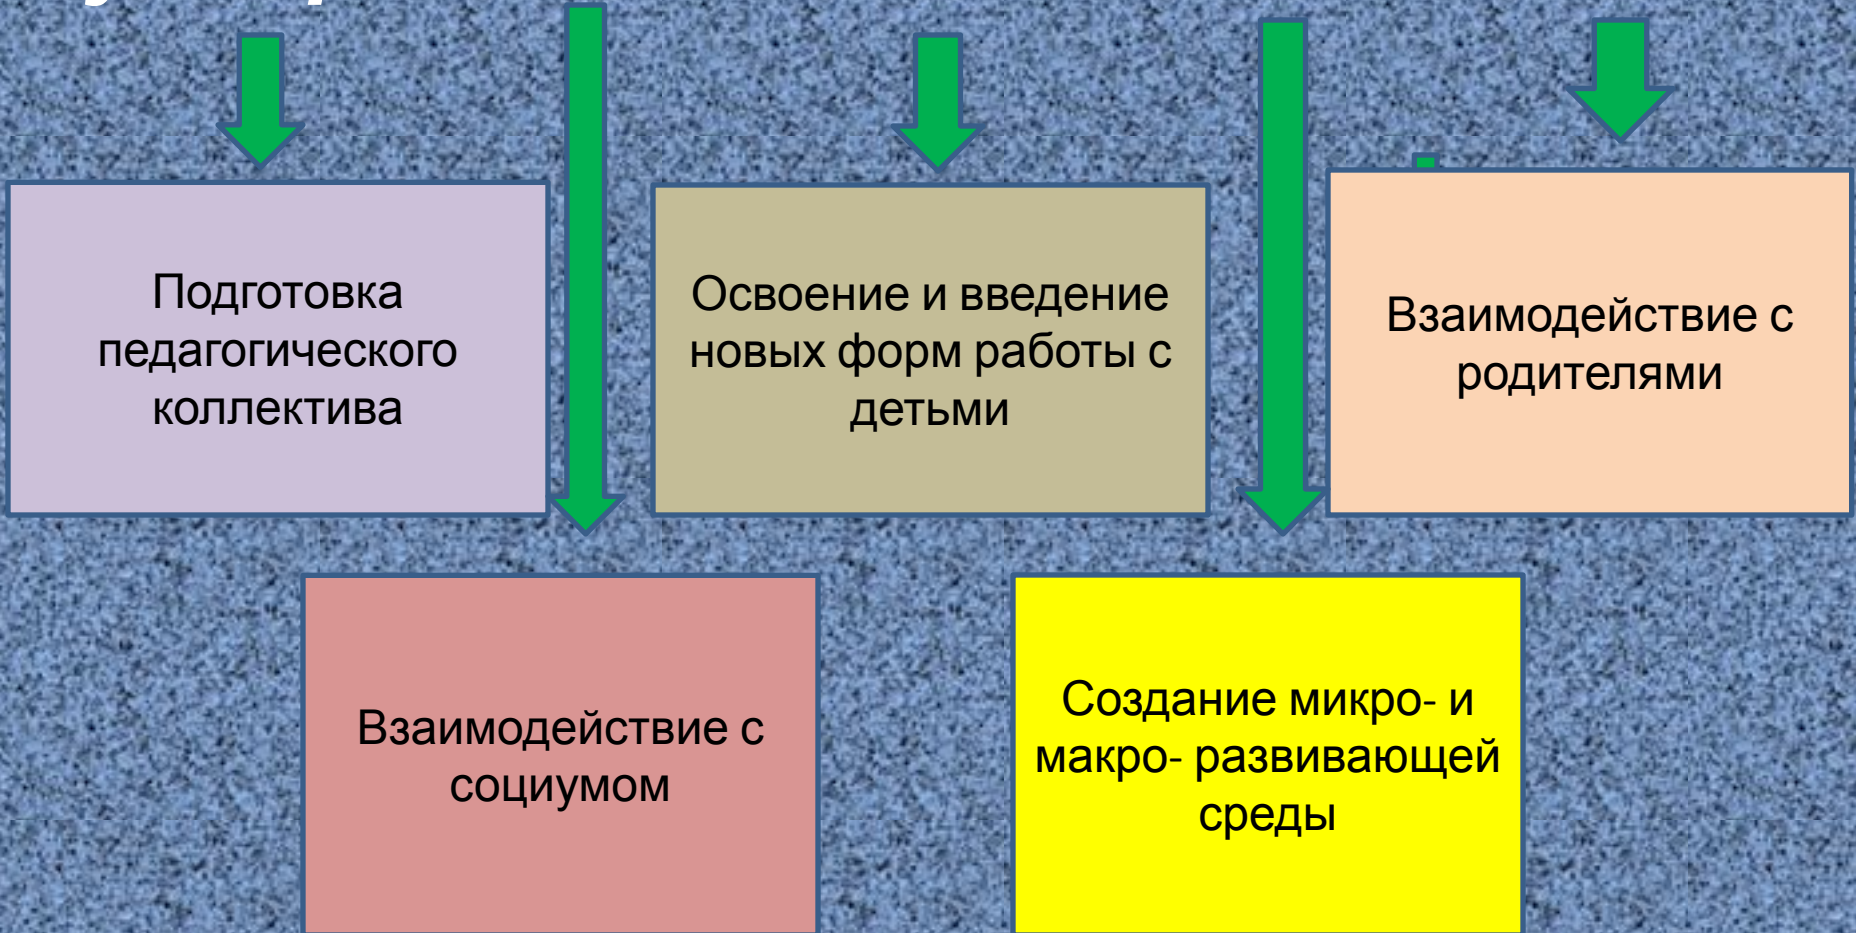 Подготовка
педагогического
коллектива
Освоение и введение
новых форм работы с
детьми
Взаимодействие с
родителями
Взаимодействие с
социумом
Создание микро- и
макро- развивающей
среды